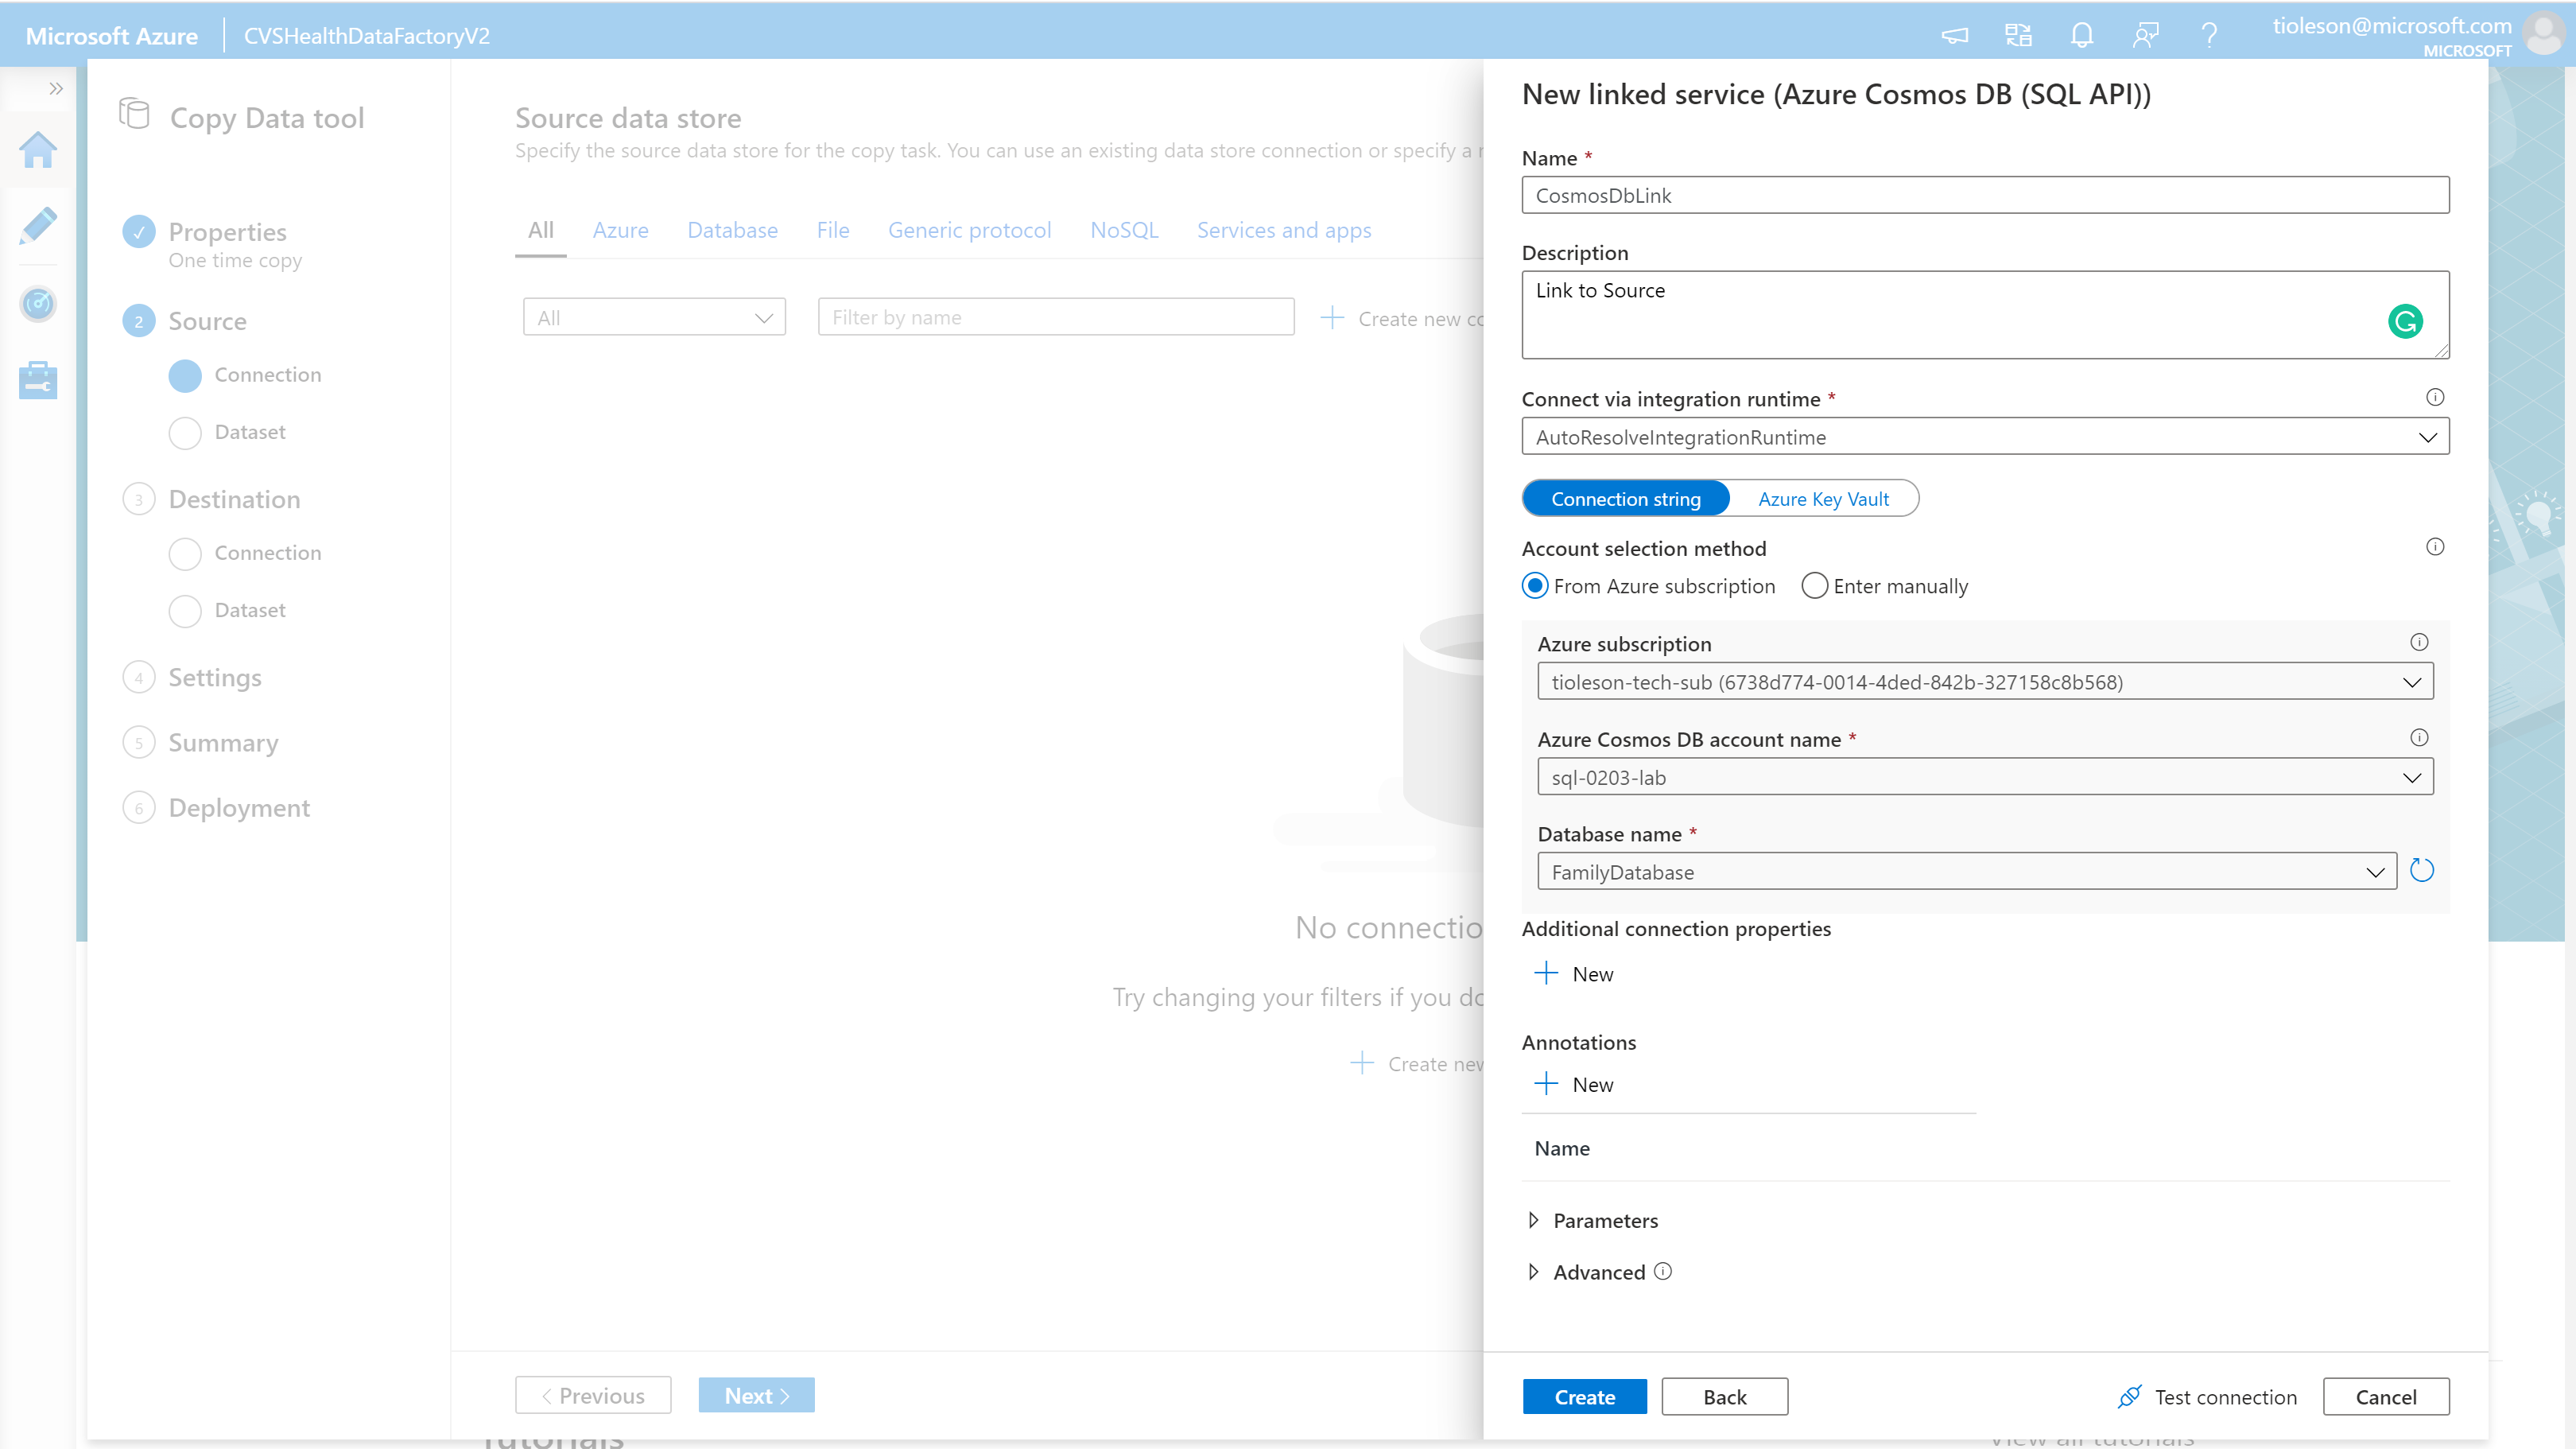 Microsoft Azure
CVSHealthDataFactoryV2
tioleson@microsoft.com
MICROSOFT
Copy Data tool
Properties
One time copy
2 Source
Connection
Dataset
3 Destination
Connection
Dataset
4 Settings
5 Summary
6 Deployment
Source data store
Specify the source data store for the copy task. You can use an existing data store connection or specify a
All Azure Database File Generic protocol NoSQL Services and apps
All
Filter by name
Create new
No
Try changing your filters if you
Create
Previous
Next
Tutorials
View all tutorials
New linked service (Azure Cosmos DB (SQL API))
Name *
CosmosDbLink
Description
Link to Source
Connect via integration runtime *
AutoResolveIntegrationRuntime
Connection string Azure Key Vault
Account selection method
From Azure subscription Enter manually
Azure subscription
tioleson-tech-sub (6738d774-0014-4ded-842b-327158c8b568)
Azure Cosmos DB account name *
sql-0203-lab
Database name *
FamilyDatabase
Additional connection properties
New
Annotations
New
Name
Parameters
Advanced
Create
Back
Test connection
Cancel